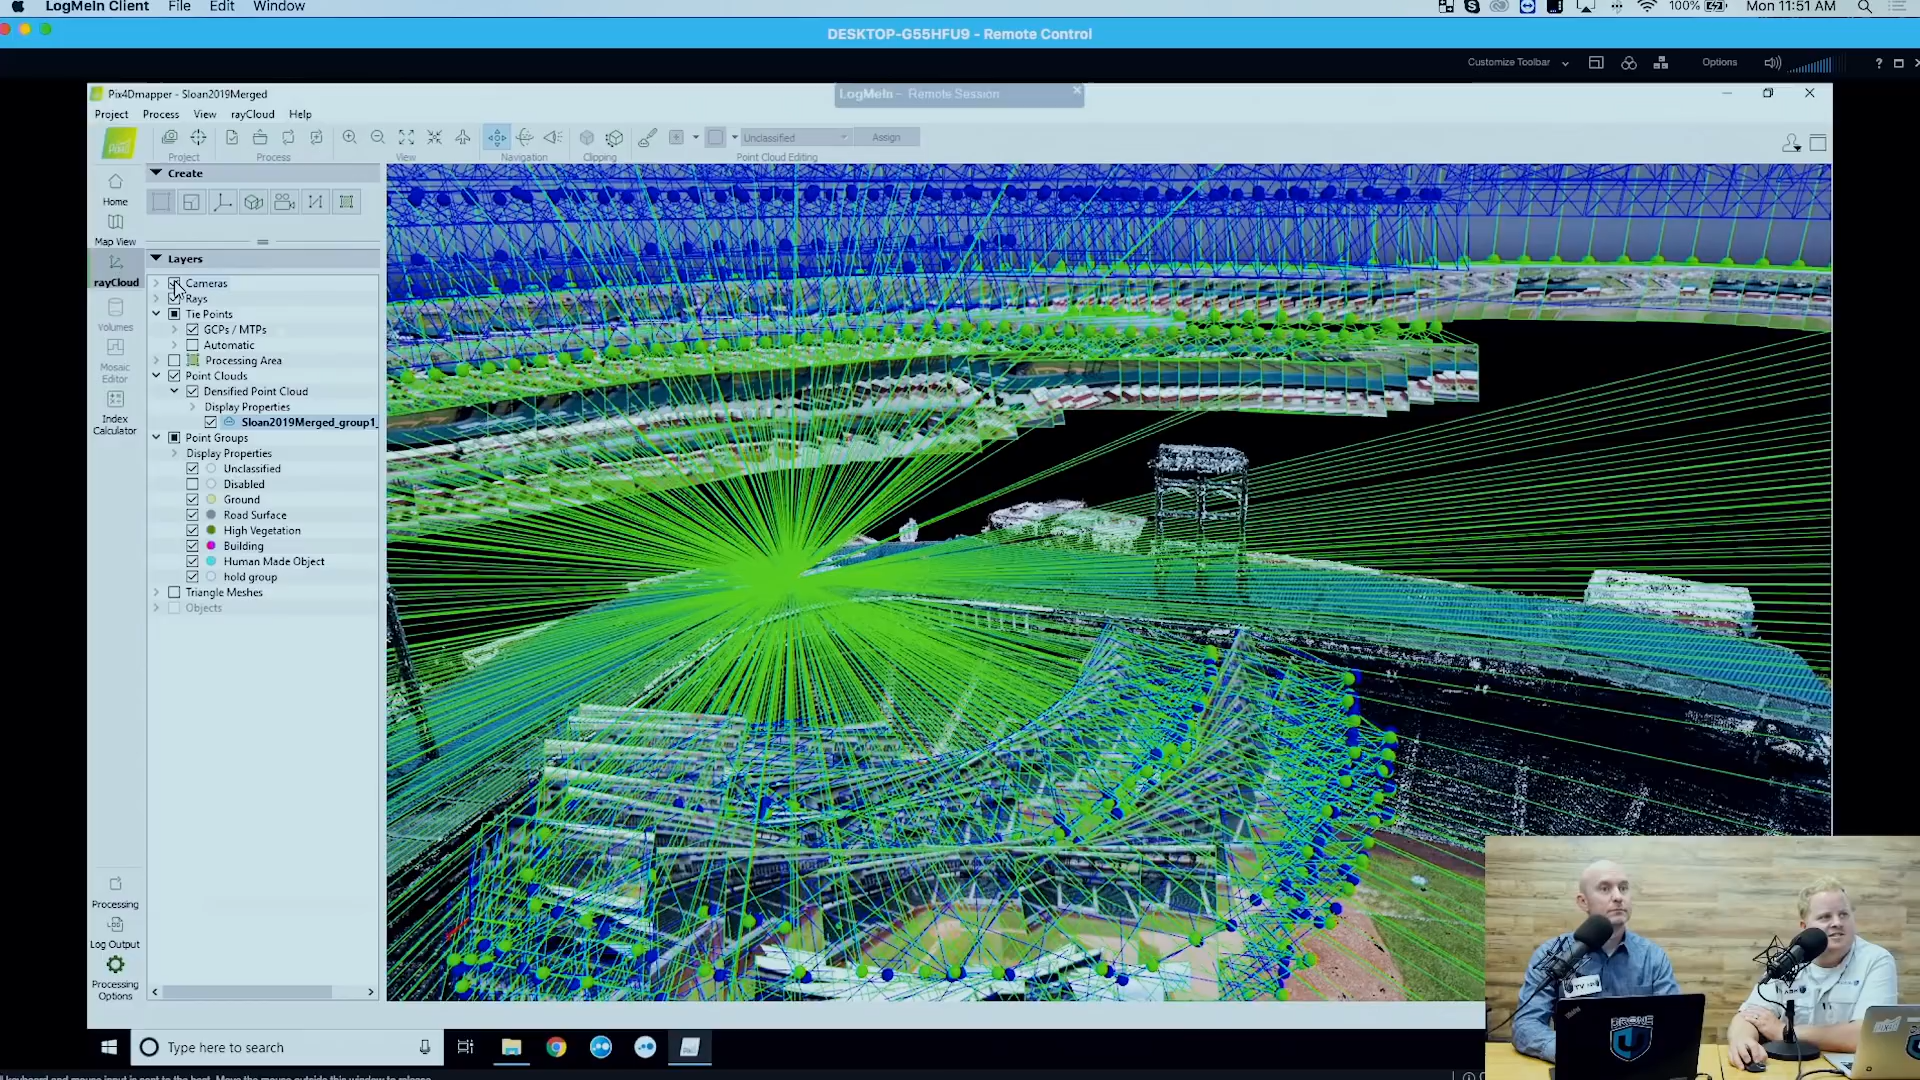 LogMeIn Client File Edit Window
100% Mon 11:51 AM
DESKTOP-G55HFU9 - Remote Control
Customize Toolbar Options ?
Pix4Dmapper - Sloan2019Merged
LogMeIn - Remote Session
Project Process View rayCloud Help
Unclassified Assign
Project Process View Navigation Clipping Point Cloud Editing
Create
Home
Map View
rayCloud
Volumes
Mosaic
Editor
Index
Calculator
Layers
Cameras
Rays
Tie Points
GCPs / MTPs
Automatic
Processing Area
Point Clouds
Densified Point Cloud
Display Properties
Sloan2019Merged_group1_
Point Groups
Display Properties
Unclassified
Disabled
Ground
Road Surface
High Vegetation
Building
Human Made Object
hold group
Triangle Meshes
Objects
Processing
Log Output
Processing
Options
Type here to search
DRONE
U